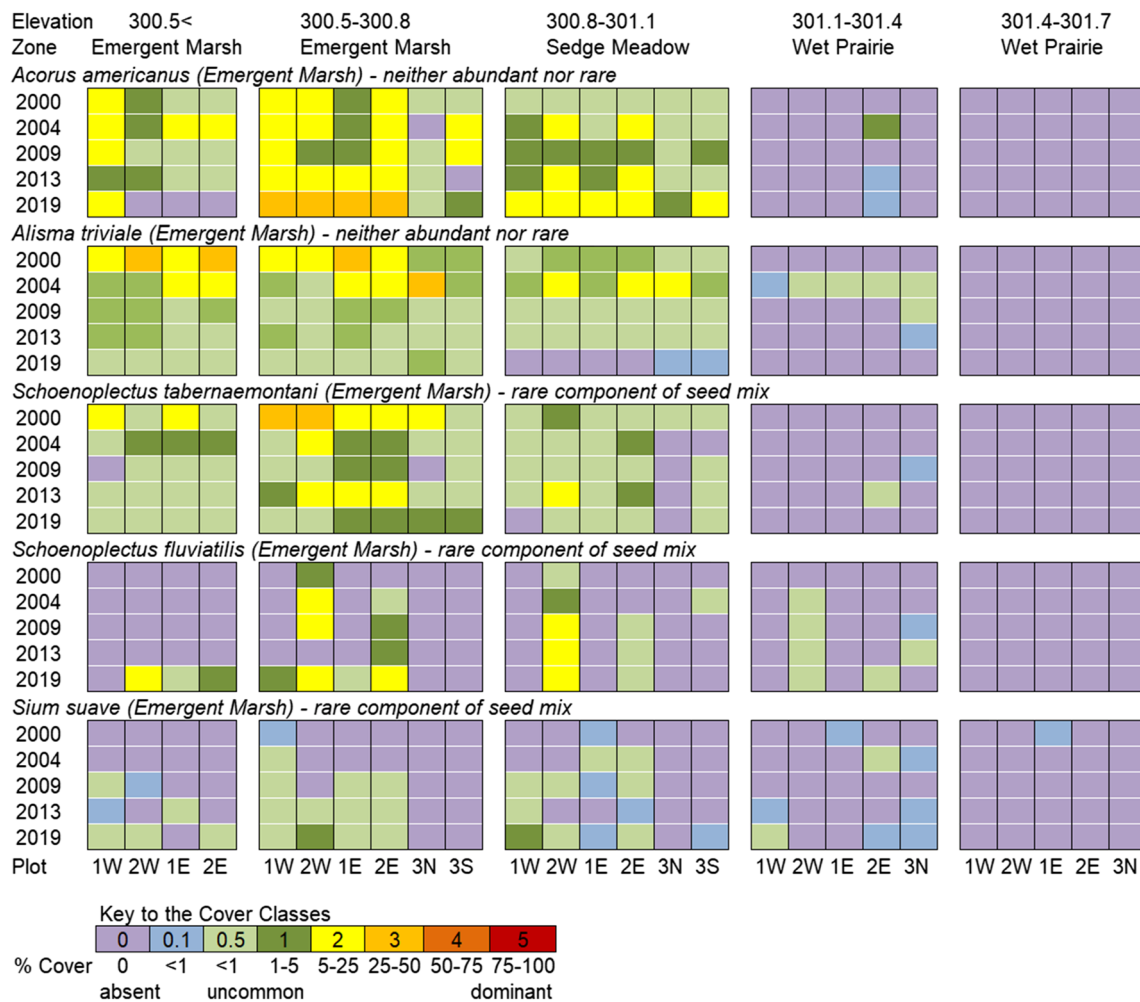 Elevation 300.5< 300.5-300.8 300.8-301.1 301.1-301.4 301.4-301.7
Zone Emergent Marsh Emergent Marsh Sedge Meadow Wet Prairie Wet Prairie
Acorus americanus (Emergent Marsh) - neither abundant nor rare
2000
2004
2009
2013
2019
Alisma triviale (Emergent Marsh) - neither abundant nor rare
2000
2004
2009
2013
2019
Schoenoplectus tabernaemontani (Emergent Marsh) - rare component of seed mix
2000
2004
2009
2013
2019
Schoenoplectus fluviatilis (Emergent Marsh) - rare component of seed mix
2000
2004
2009
2013
2019
Sium suave (Emergent Marsh) - rare component of seed mix
2000
2004
2009
2013
2019
Plot 1W 2W 1E 2E 1W 2W 1E 2E 3N 3S 1W 2W 1E 2E 3N 3S 1W 2W 1E 2E 3N 1W 2W 1E 2E 3N
Key to the Cover Classes
0 0.1 0.5 1 2 3 4 5
% Cover 0 <1 <1 1-5 5-25 25-50 50-75 75-100
absent uncommon dominant